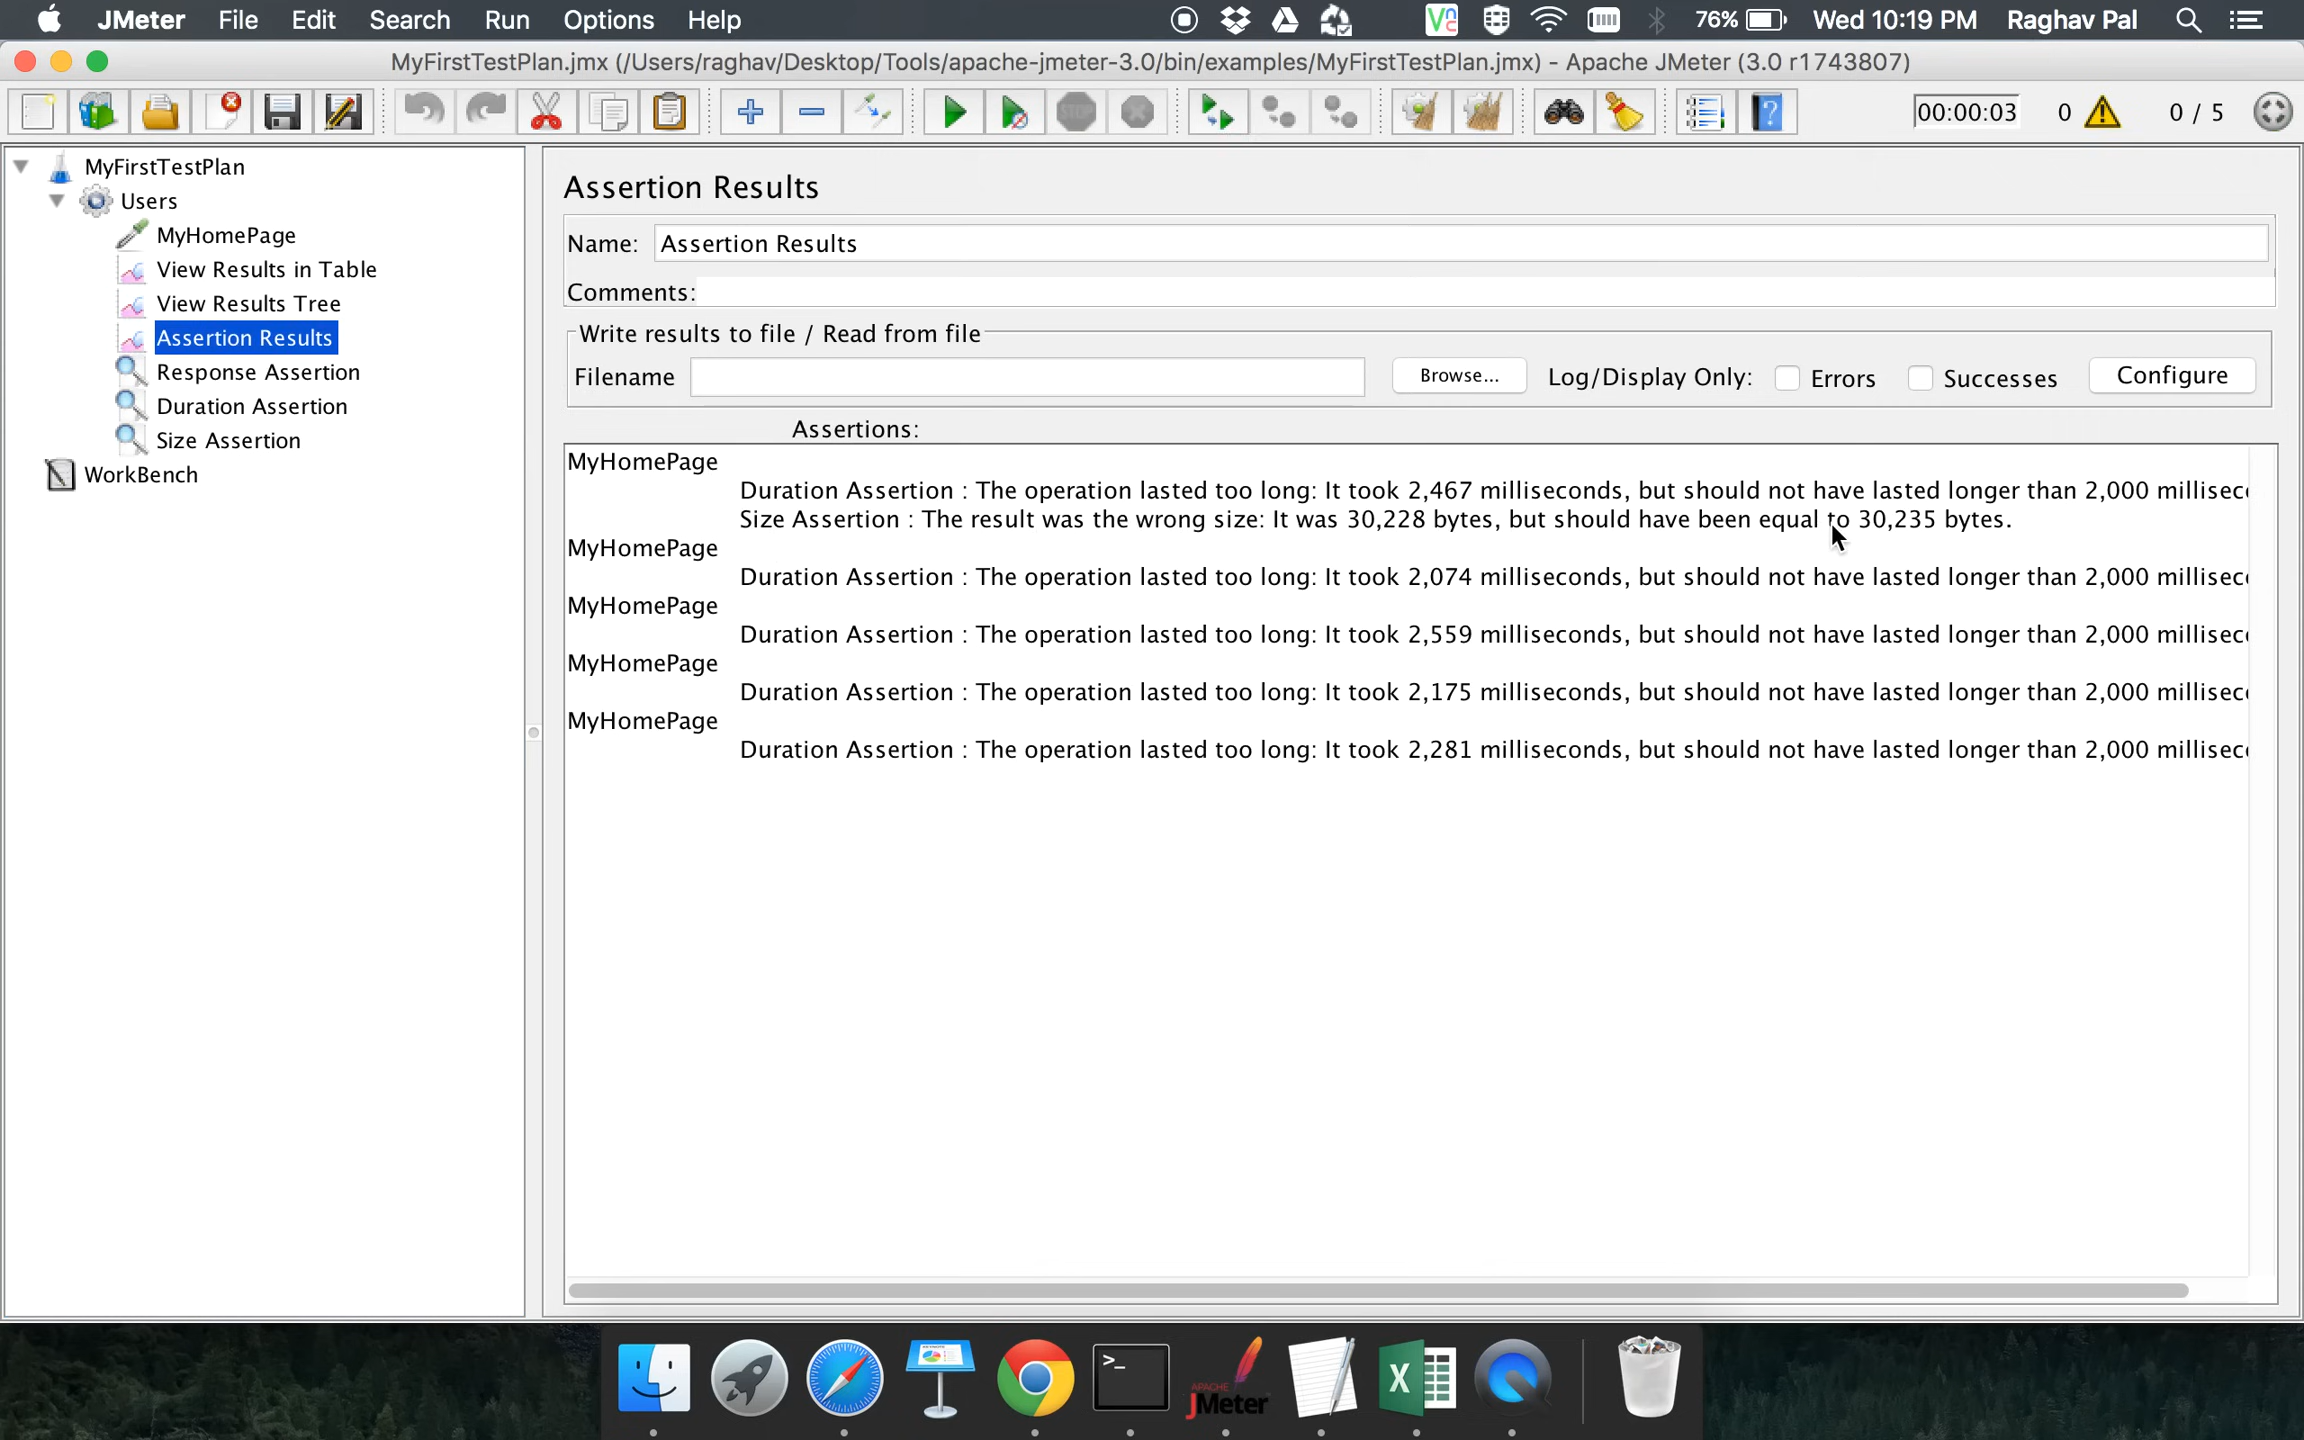 JMeter File Edit Search Run Options Help 76% Wed 10:19 PM Raghav Pal
MyFirstTestPlan.jmx (/Users/raghav/Desktop/Tools/apache-jmeter-3.0/bin/examples/MyFirstTestPlan.jmx) - Apache JMeter (3.0 r1743807)
STOP 00:00:03 0 0 / 5
MyFirstTestPlan
Users
MyHomePage
View Results in Table
View Results Tree
Assertion Results
Response Assertion
Duration Assertion
Size Assertion
WorkBench
Assertion Results
Name: Assertion Results
Comments:
Write results to file / Read from file
Filename Browse... Log/Display Only: Errors Successes Configure
Assertions:
MyHomePage
Duration Assertion : The operation lasted too long: It took 2,467 milliseconds, but should not have lasted longer than 2,000 millisec
Size Assertion : The result was the wrong size: It was 30,228 bytes, but should have been equal to 30,235 bytes.
MyHomePage
Duration Assertion : The operation lasted too long: It took 2,074 milliseconds, but should not have lasted longer than 2,000 millisec
MyHomePage
Duration Assertion : The operation lasted too long: It took 2,559 milliseconds, but should not have lasted longer than 2,000 millisec
MyHomePage
Duration Assertion : The operation lasted too long: It took 2,175 milliseconds, but should not have lasted longer than 2,000 millisec
MyHomePage
Duration Assertion : The operation lasted too long: It took 2,281 milliseconds, but should not have lasted longer than 2,000 millisec
APACHE
JMeter